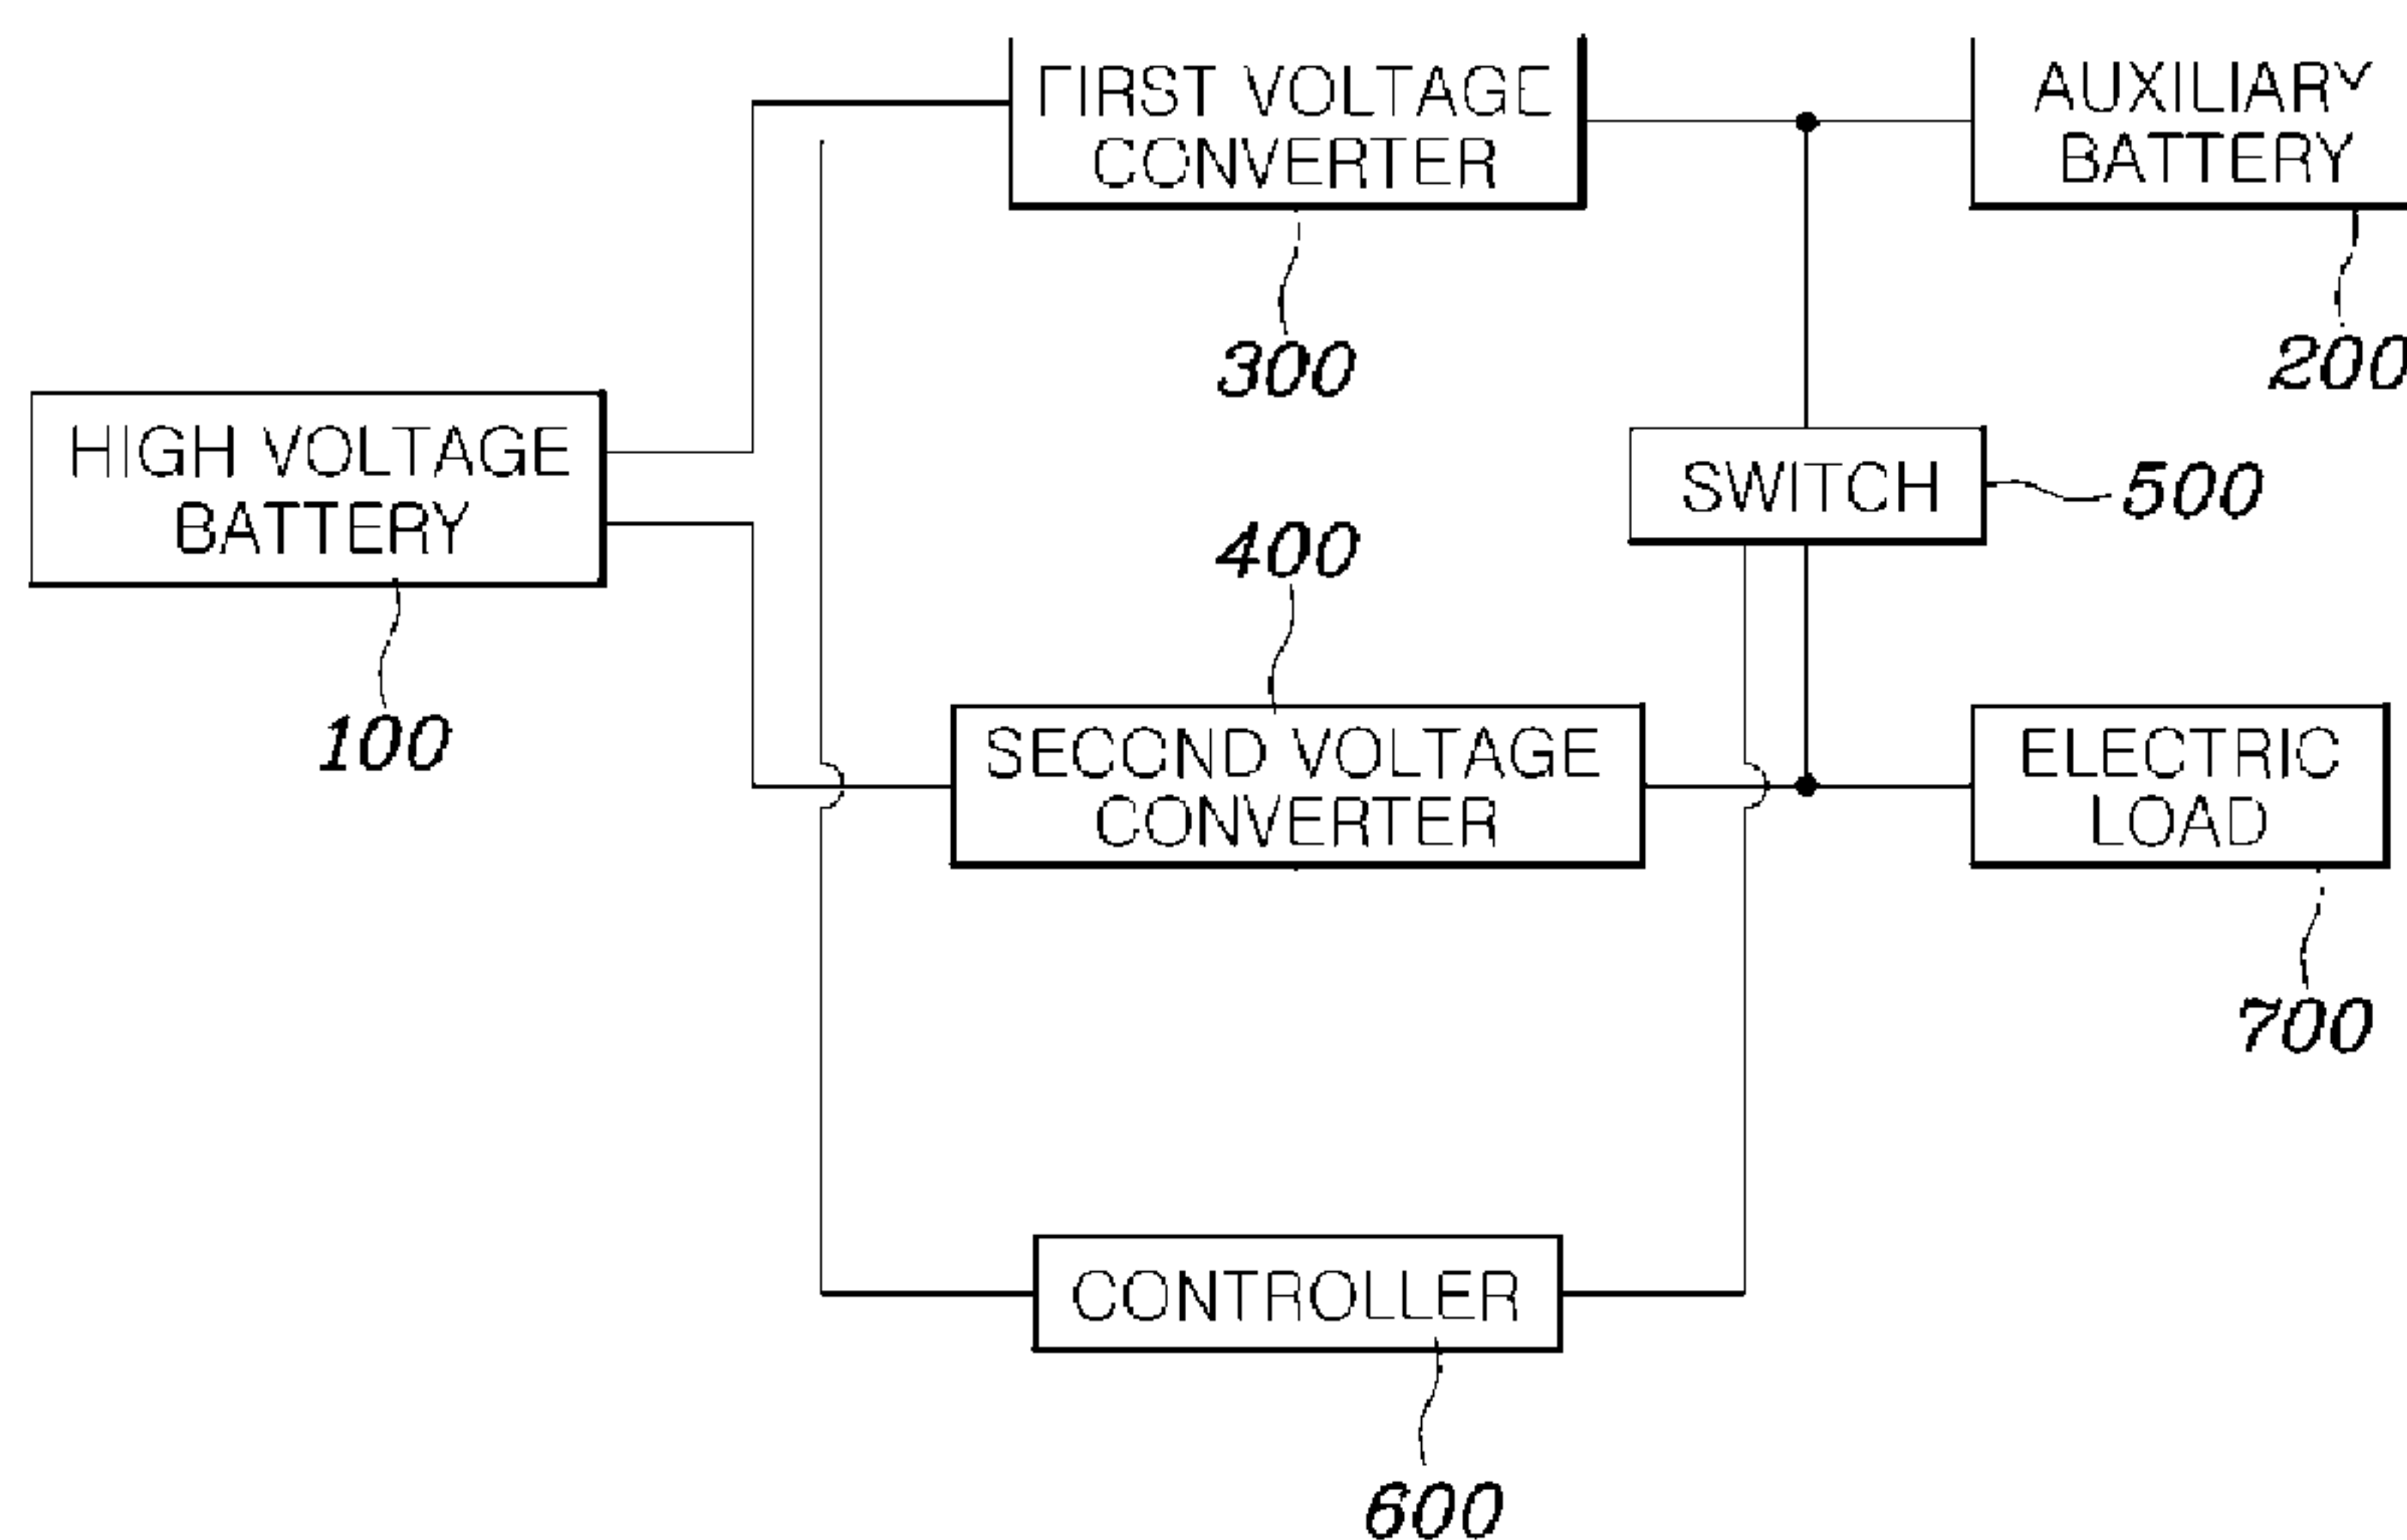 FIRST VOLTAGE
CONVERTER
AUXILIARY
BATTERY
300
200
HIGH VOLTAGE
BATTERY
SWITCH
500
400
100
SECOND VOLTAGE
CONVERTER
ELECTRIC
LOAD
700
CONTROLLER
600